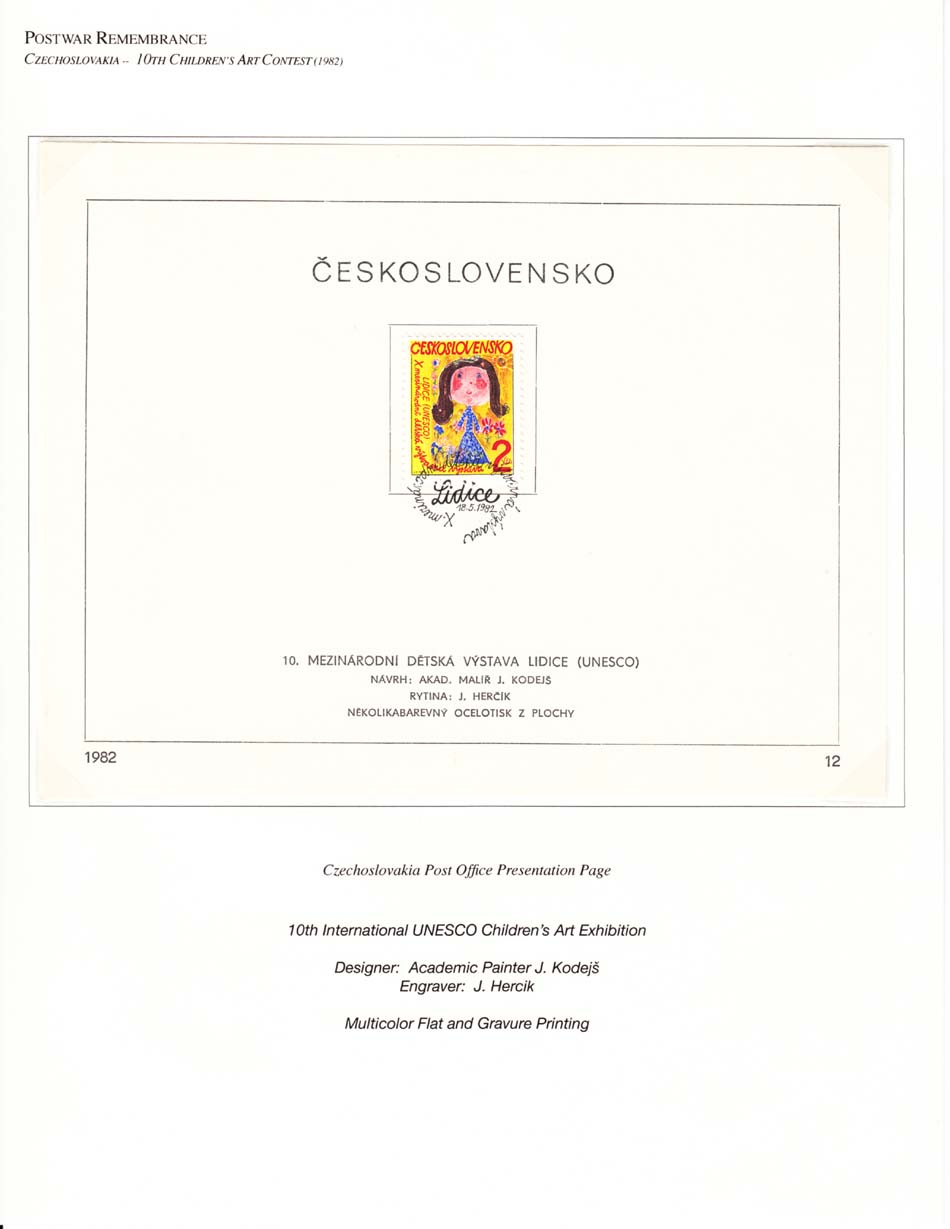 POSTWAR REMEMBRANCE
CZECHOSLOVAKIA -- 10TH CHILDREN'S ART CONTEST (1982)
ČESKOSLOVENSKO
ČESKOSLOVENSKO
X mezinárodní dětská výtvarná výstava
LIDICE (UNESCO)
2
Lidice
18.5.1982
X. mezinárodní dětská výtvarná výstava
10. MEZINÁRODNÍ DĚTSKÁ VÝSTAVA LIDICE (UNESCO)
NÁVRH: AKAD. MALÍŘ J. KODEJŠ
RYTINA: J. HERČÍK
NĚKOLIKABAREVNÝ OCELOTISK Z PLOCHY
1982
12
Czechoslovakia Post Office Presentation Page
10th International UNESCO Children's Art Exhibition
Designer: Academic Painter J. Kodejš
Engraver: J. Hercik
Multicolor Flat and Gravure Printing